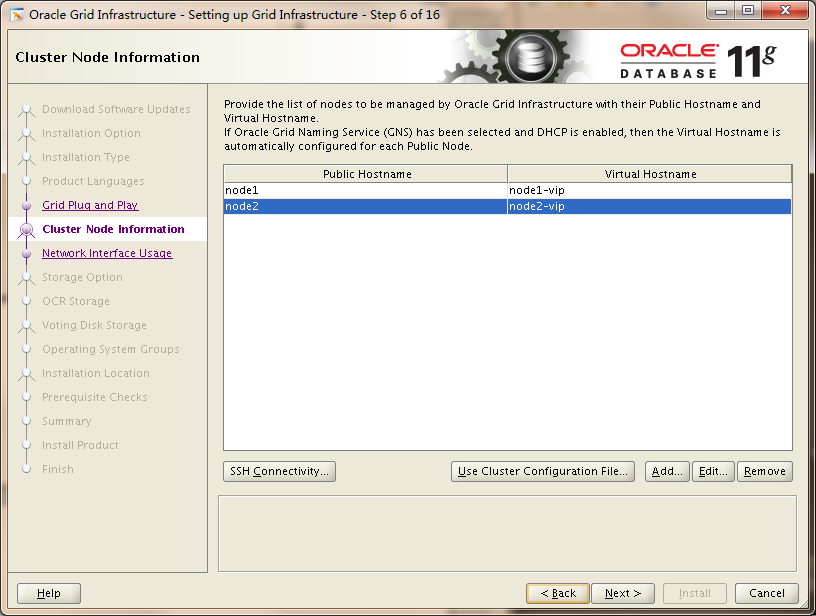 Oracle Grid Infrastructure - Setting up Grid Infrastructure - Step 6 of 16
Cluster Node Information
ORACLE
DATABASE 11g
Download Software Updates
Installation Option
Installation Type
Product Languages
Grid Plug and Play
Cluster Node Information
Network Interface Usage
Storage Option
OCR Storage
Voting Disk Storage
Operating System Groups
Installation Location
Prerequisite Checks
Summary
Install Product
Finish
Provide the list of nodes to be managed by Oracle Grid Infrastructure with their Public Hostname and
Virtual Hostname.
If Oracle Grid Naming Service (GNS) has been selected and DHCP is enabled, then the Virtual Hostname is
automatically configured for each Public Node.
Public Hostname Virtual Hostname
node1 node1-vip
node2 node2-vip
SSH Connectivity... Use Cluster Configuration File... Add... Edit... Remove
Help < Back Next > Install Cancel